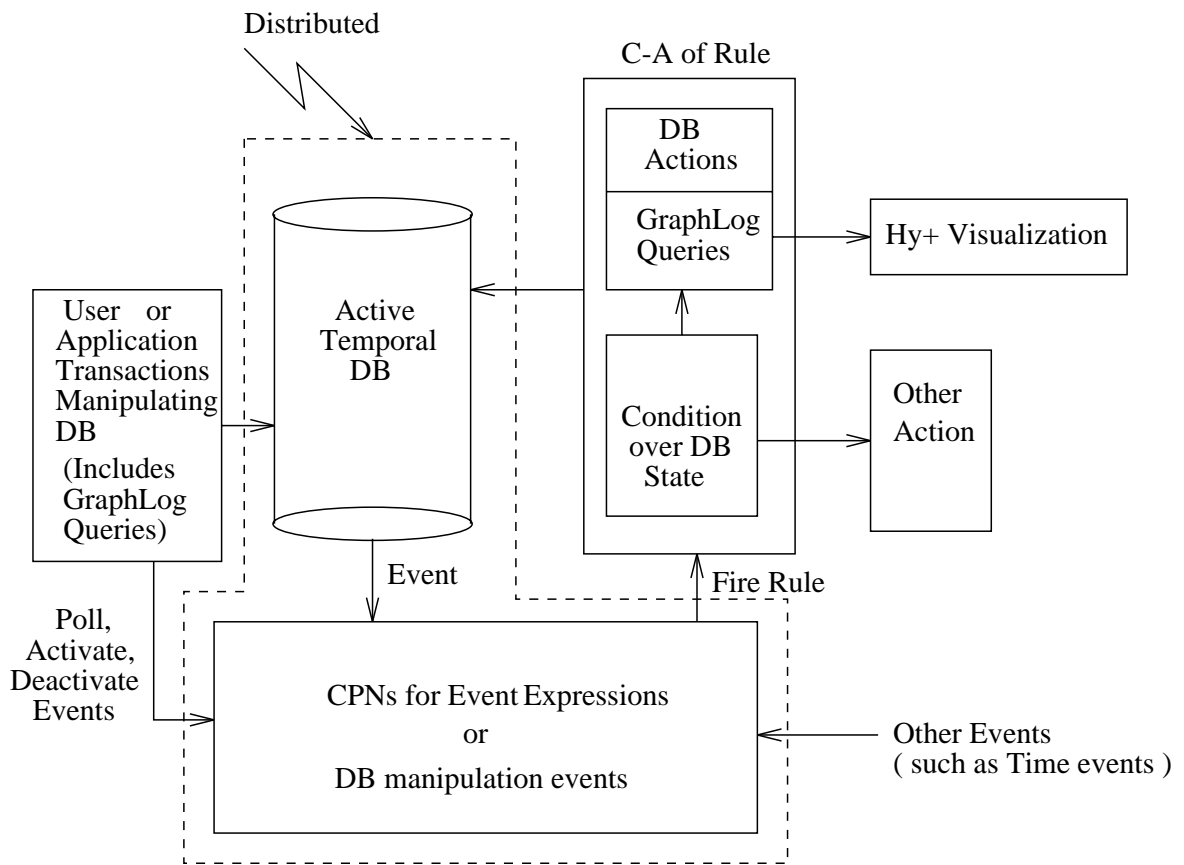 Distributed
C-A of Rule
DB
Actions
GraphLog
Queries
Hy+ Visualization
User or
Application
Transactions
Manipulating
DB
(Includes
GraphLog
Queries)
Active
Temporal
DB
Condition
over DB
State
Other
Action
Event
Fire Rule
Poll,
Activate,
Deactivate
Events
CPNs for Event Expressions
or
DB manipulation events
Other Events
( such as Time events )